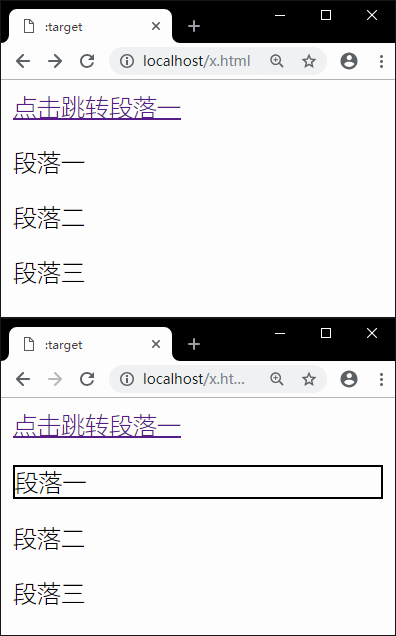 :target
localhost/x.html
点击跳转段落一
段落一
段落二
段落三
:target
localhost/x.ht...
点击跳转段落一
段落一
段落二
段落三